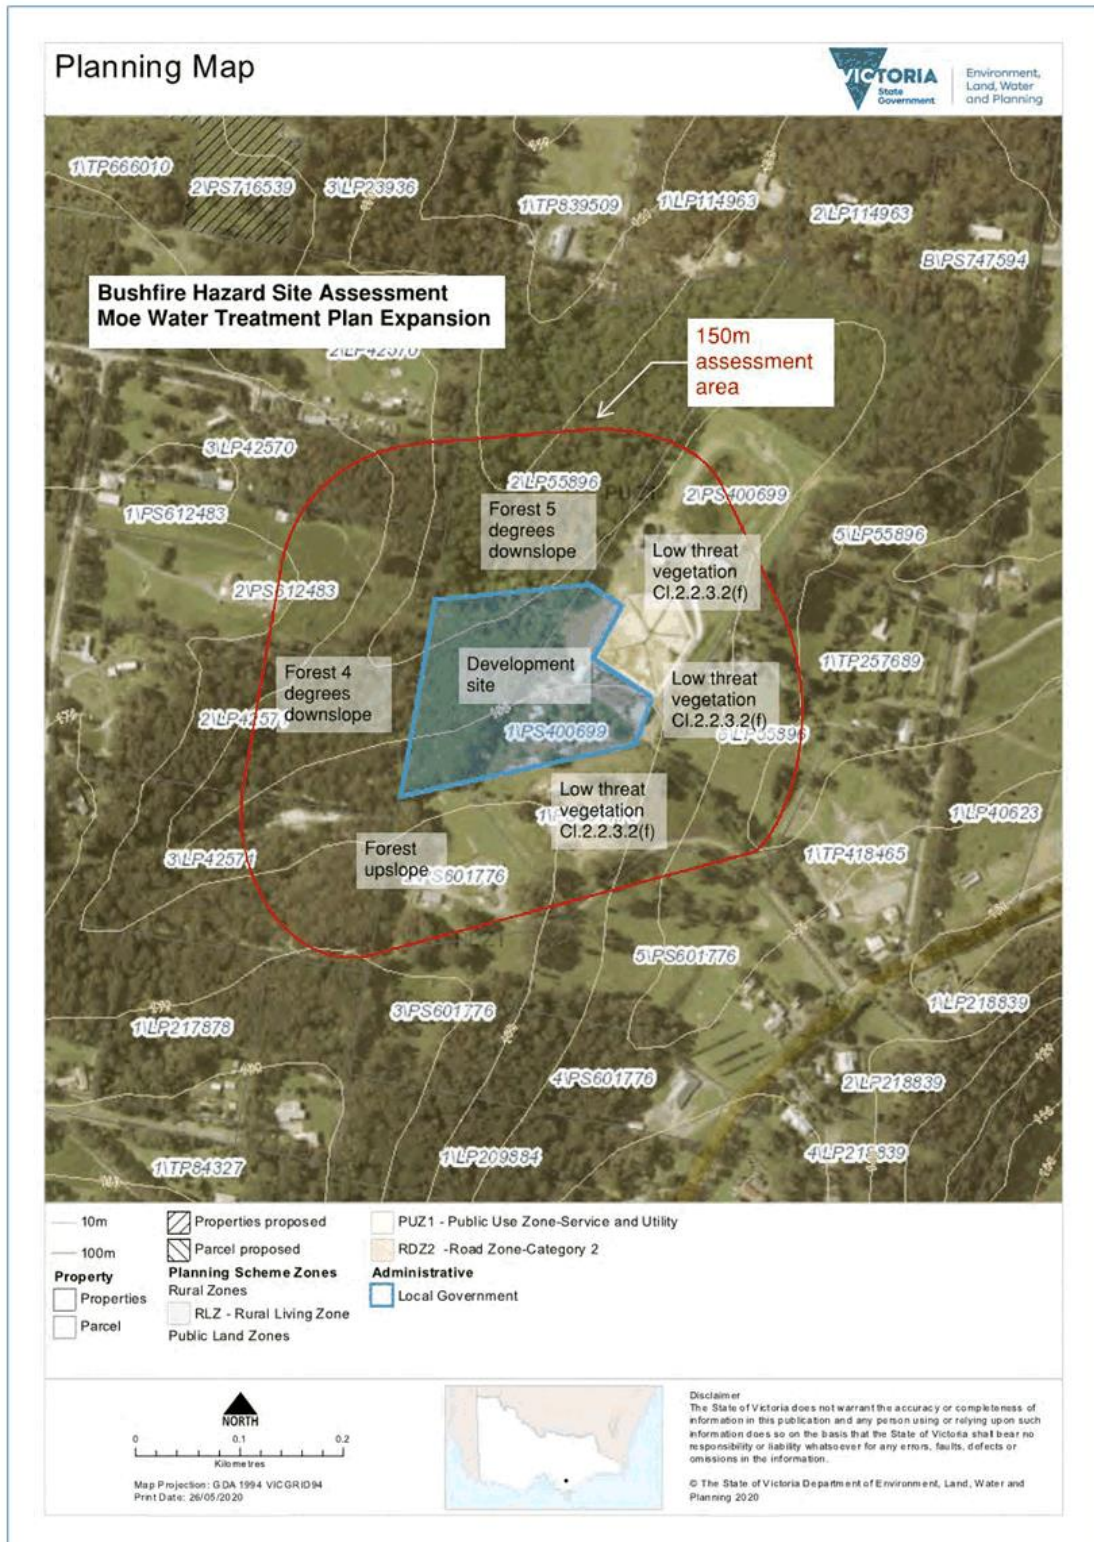 Planning Map
VICTORIA
State
Government
Environment,
Land, Water
and Planning
1\TP666010
2\PS716539
3\LP23936
1\TP839509
1\LP114963
2\LP114963
B\PS747594
Bushfire Hazard Site Assessment
Moe Water Treatment Plan Expansion
2\LP42570
150m
assessment
area
3\LP42570
1\PS612483
2\LP55896
2\PS400699
Forest 5
degrees
downslope
5\LP55896
Low threat
vegetation
Cl.2.2.3.2(f)
2\PS612483
Forest 4
degrees
downslope
Development
site
1\TP257689
Low threat
vegetation
Cl.2.2.3.2(f)
1\PS400699
Low threat
vegetation
Cl.2.2.3.2(f)
1\LP40623
3\LP42571
Forest
upslope
PS601776
1\TP418465
5\PS601776
3\PS601776
1\LP217878
1\LP218839
4\PS601776
2\LP218839
1\TP84327
1\LP209884
4\LP218839
10m
100m
Property
Properties
Parcel
Properties proposed
Parcel proposed
Planning Scheme Zones
Rural Zones
RLZ - Rural Living Zone
Public Land Zones
PUZ1 - Public Use Zone-Service and Utility
RDZ2 -Road Zone-Category 2
Administrative
Local Government
NORTH
0 0.1 0.2
Kilometres
Map Projection: GDA 1994 VICGRID94
Print Date: 26/05/2020
Disclaimer
The State of Victoria does not warrant the accuracy or completeness of
information in this publication and any person using or relying upon such
information does so on the basis that the State of Victoria shall bear no
responsibility or liability whatsoever for any errors, faults, defects or
omissions in the information.
© The State of Victoria Department of Environment, Land, Water and
Planning 2020